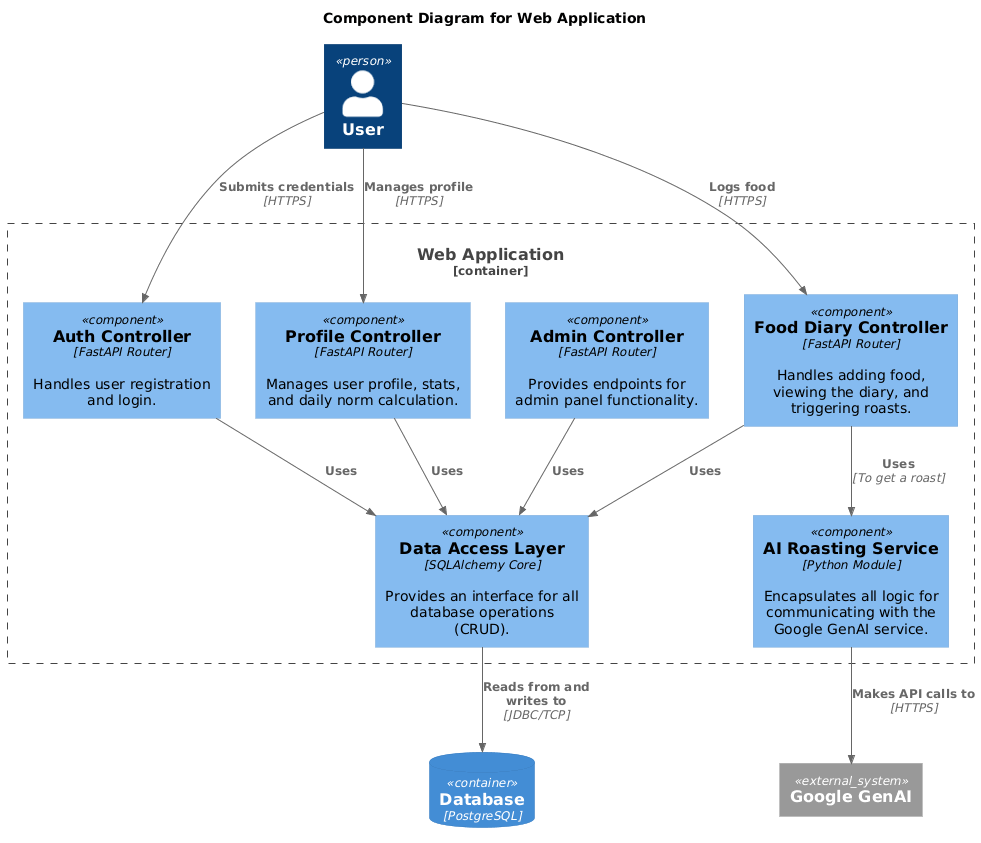 Component Diagram for Web Application
«person»
User
Submits credentials
[HTTPS]
Manages profile
[HTTPS]
Logs food
[HTTPS]
Web Application
[container]
«component»
Auth Controller
[FastAPI Router]
Handles user registration
and login.
«component»
Profile Controller
[FastAPI Router]
Manages user profile, stats,
and daily norm calculation.
«component»
Admin Controller
[FastAPI Router]
Provides endpoints for
admin panel functionality.
«component»
Food Diary Controller
[FastAPI Router]
Handles adding food,
viewing the diary, and
triggering roasts.
Uses
Uses
Uses
Uses
Uses
[To get a roast]
«component»
Data Access Layer
[SQLAlchemy Core]
Provides an interface for all
database operations
(CRUD).
«component»
AI Roasting Service
[Python Module]
Encapsulates all logic for
communicating with the
Google GenAI service.
Reads from and
writes to
[JDBC/TCP]
Makes API calls to
[HTTPS]
«container»
Database
[PostgreSQL]
«external_system»
Google GenAI